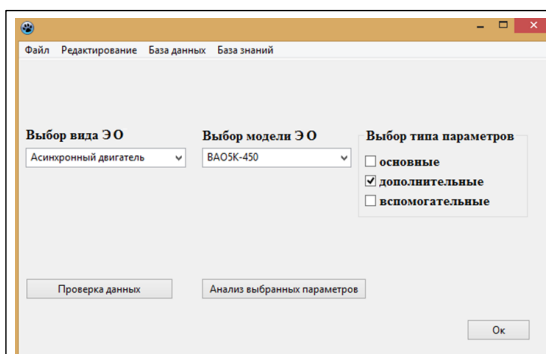 Файл Редактирование База данных База знаний
Выбор вида Э О
Асинхронный двигатель
Выбор модели Э О
ВАО5К-450
Выбор типа параметров
основные
дополнительные
вспомогательные
Проверка данных
Анализ выбранных параметров
Ок